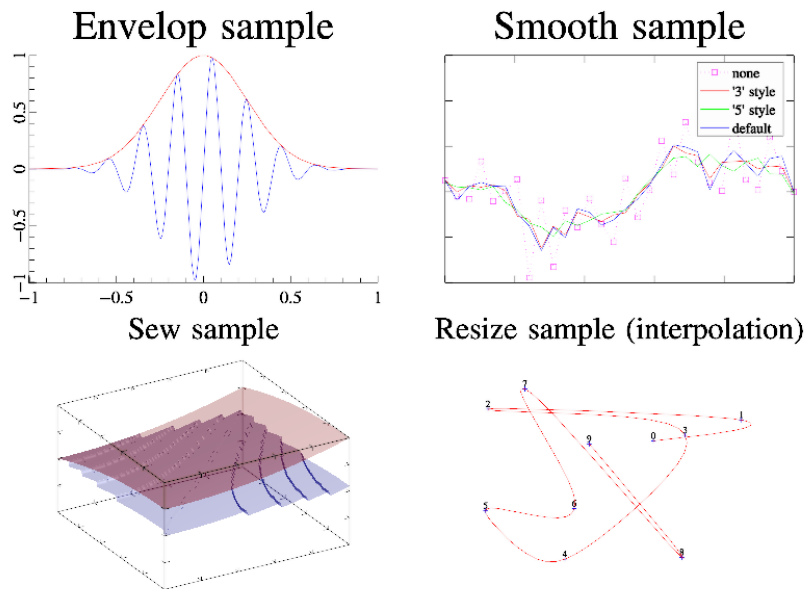 Envelop sample
Smooth sample
1
0.5
0
−0.5
−1
−1
−0.5
0
0.5
1
none
'3' style
'5' style
default
Sew sample
Resize sample (interpolation)
7
2
1
3
9
0
5
6
4
8